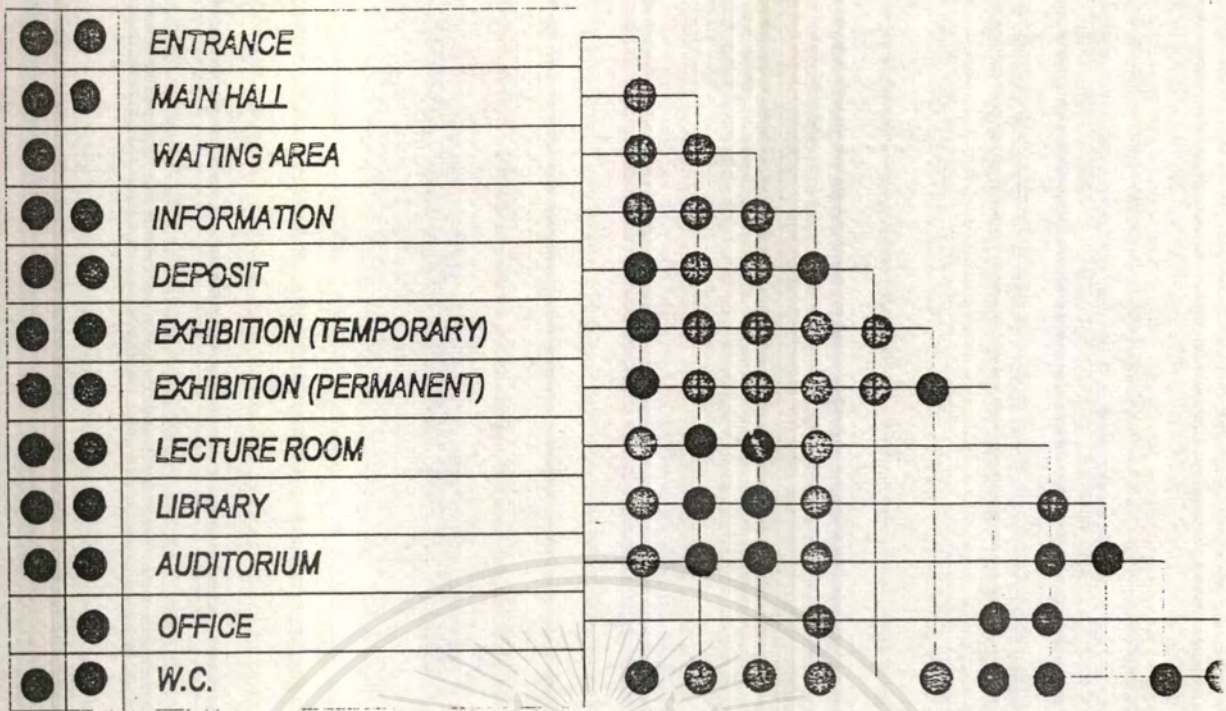 ENTRANCE
MAIN HALL
WAITING AREA
INFORMATION
DEPOSIT
EXHIBITION (TEMPORARY)
EXHIBITION (PERMANENT)
LECTURE ROOM
LIBRARY
AUDITORIUM
OFFICE
W.C.